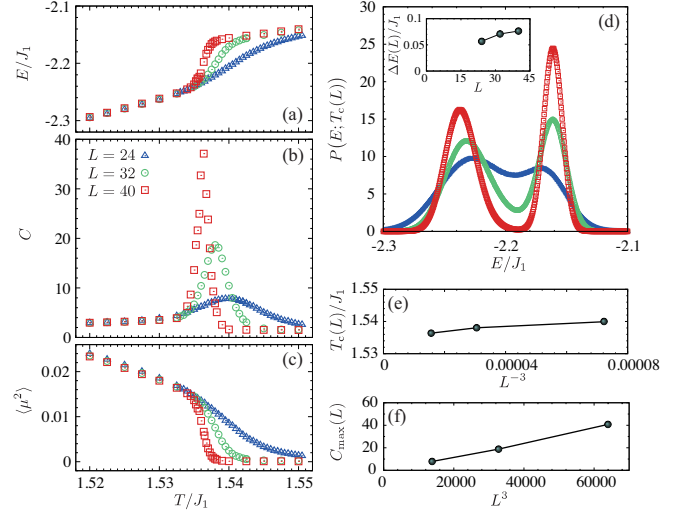 -2.1
-2.2
-2.3
E/J₁
(a)
40
30
20
10
0
C
(b)
L = 24
L = 32
L = 40
0.02
0.01
0
⟨μ²⟩
(c)
1.52
1.53
1.54
1.55
T/J₁
30
25
20
15
10
5
0
P(E; T_c(L))
(d)
0.1
0.05
0
ΔE(L)/J₁
0
15
30
45
L
-2.3
-2.2
-2.1
E/J₁
1.55
1.54
1.53
T_c(L)/J₁
(e)
0
0.00004
0.00008
L⁻³
60
40
20
0
C_max(L)
(f)
0
20000
40000
60000
L³